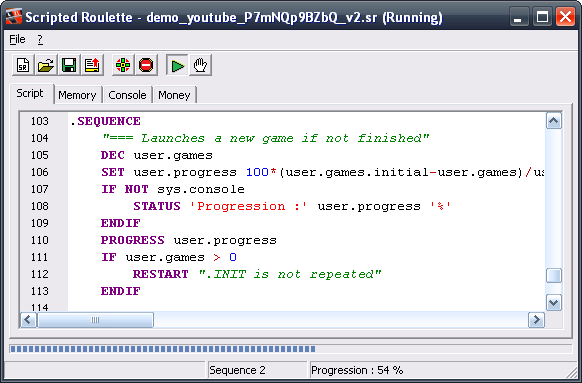 Scripted Roulette - demo_youtube_P7mNQp9BZbQ_v2.sr (Running)
File ?
SR
Script Memory Console Money
103 .SEQUENCE
104 "=== Launches a new game if not finished"
105 DEC user.games
106 SET user.progress 100*(user.games.initial-user.games)/us
107 IF NOT sys.console
108 STATUS 'Progression :' user.progress '%'
109 ENDIF
110 PROGRESS user.progress
111 IF user.games > 0
112 RESTART ".INIT is not repeated"
113 ENDIF
114
Sequence 2 Progression : 54 %